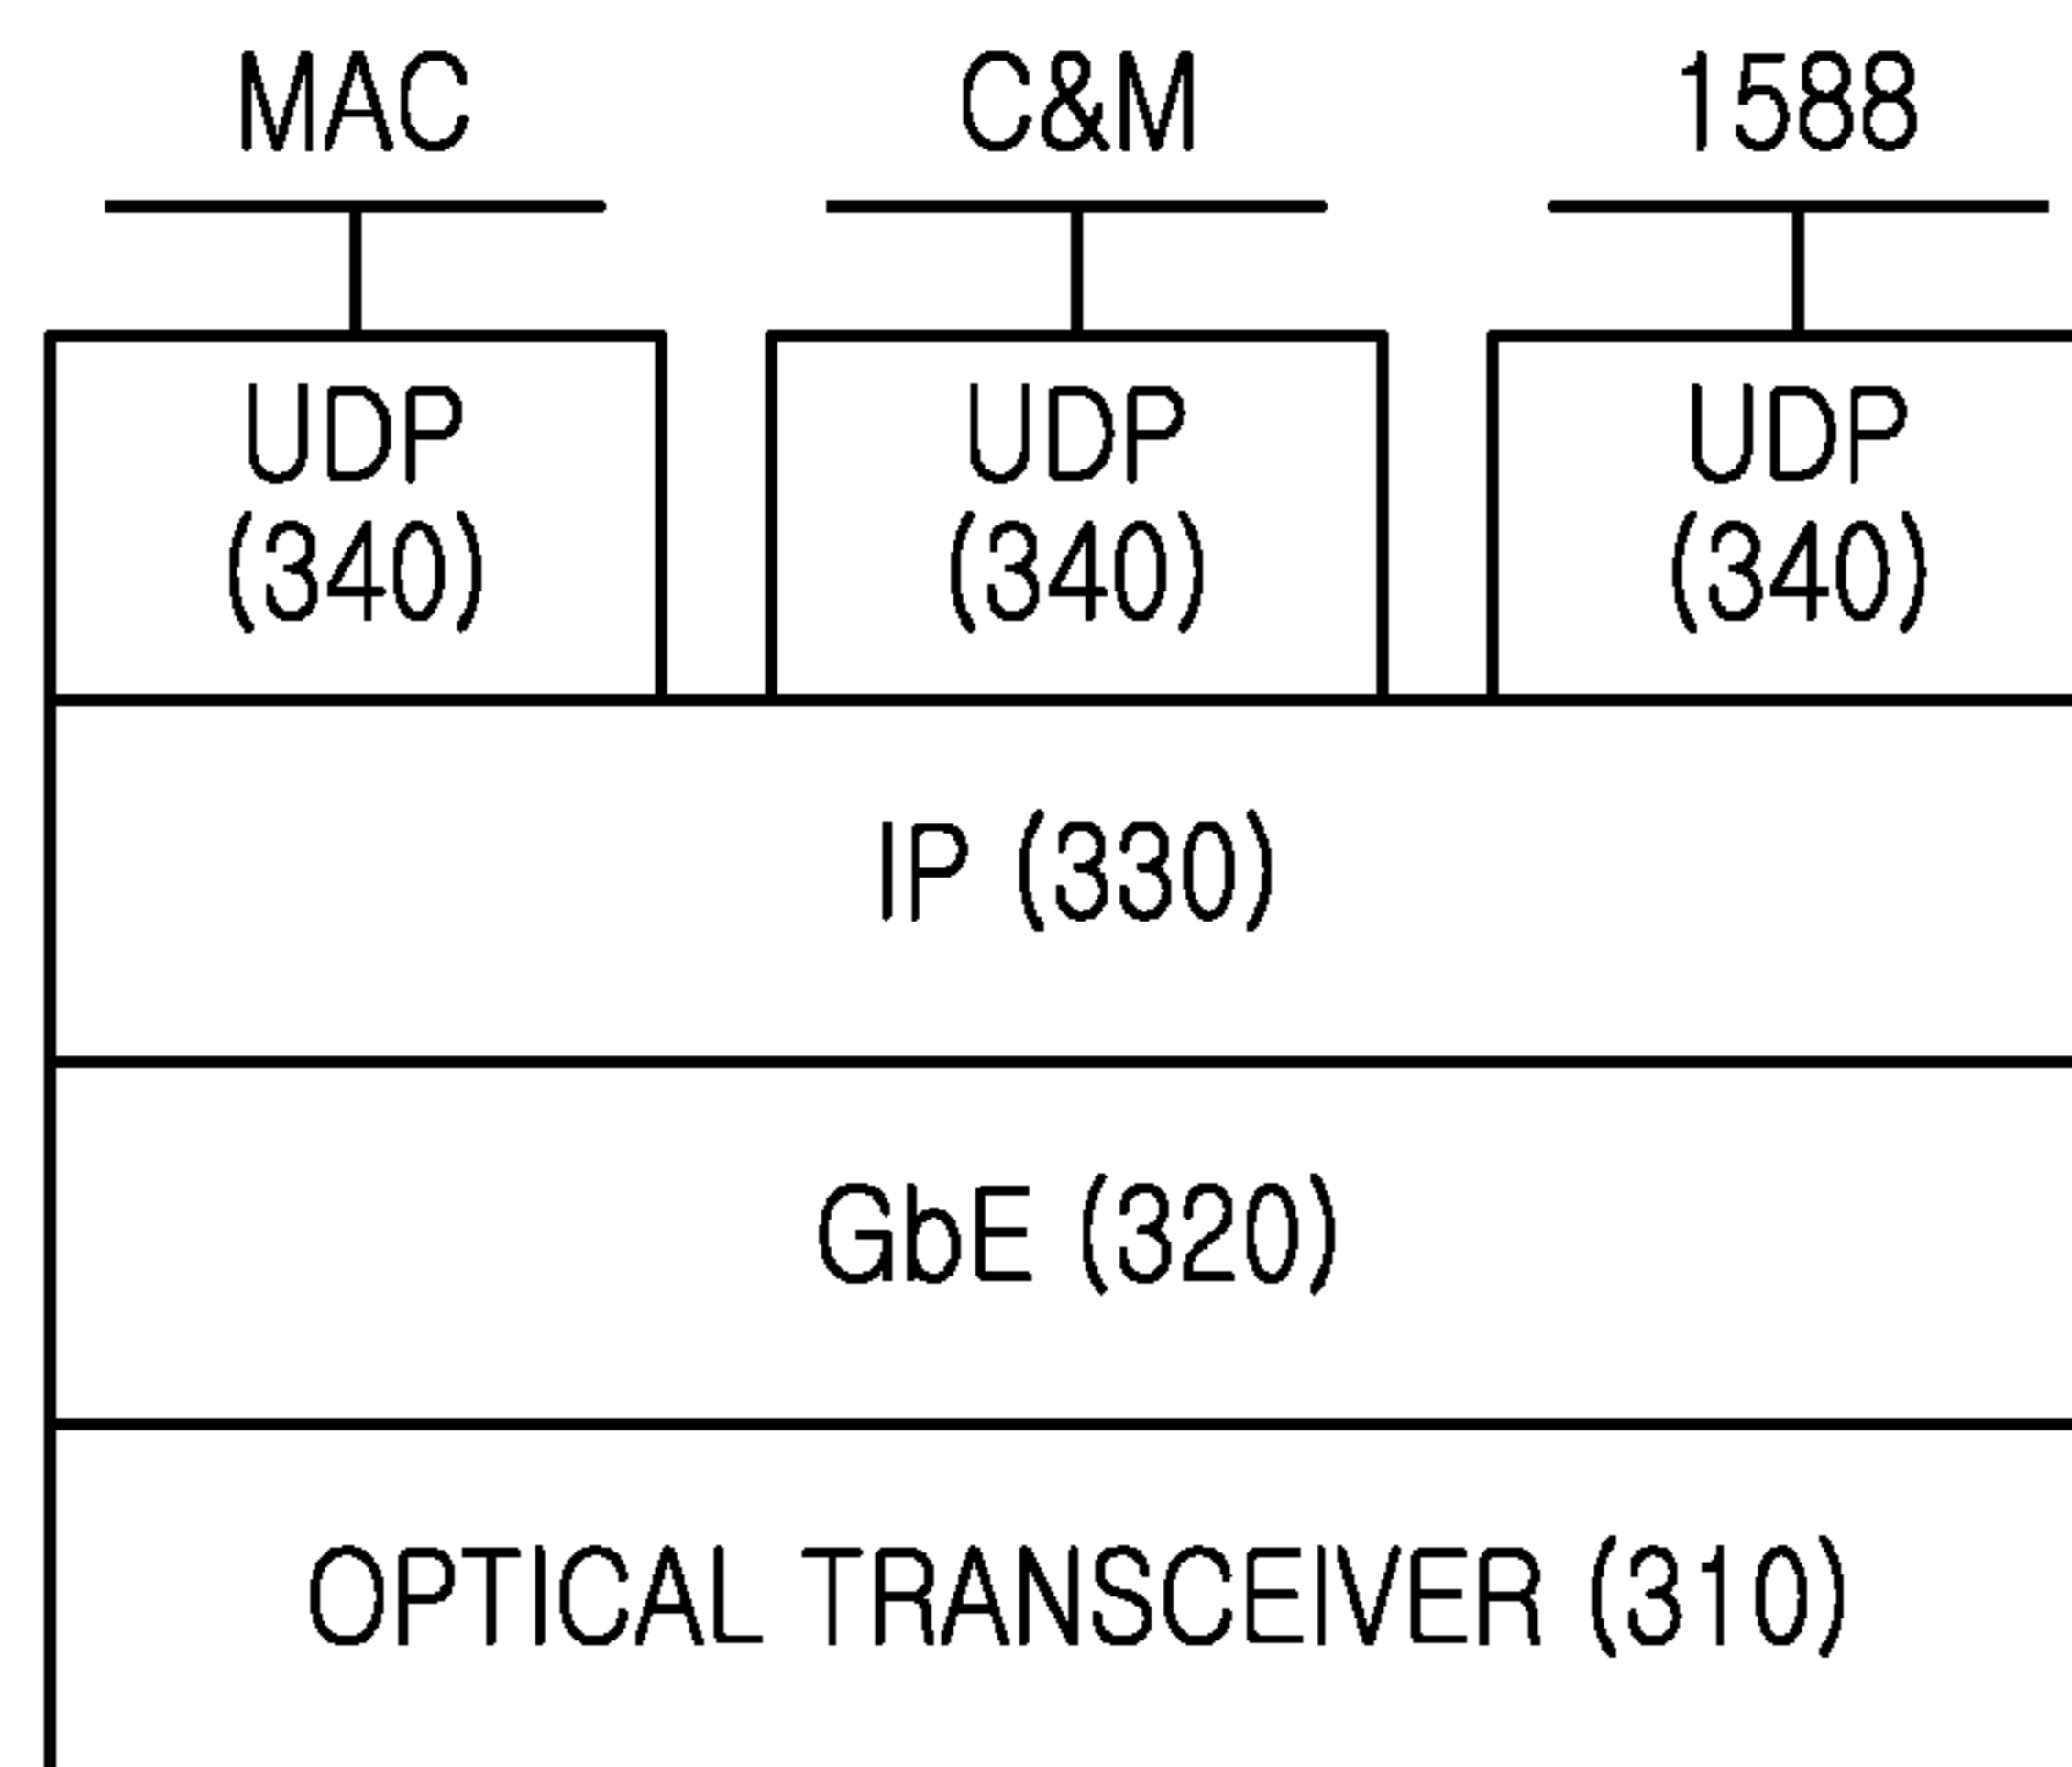 MAC C&M 1588
UDP UDP UDP
(340) (340) (340)
IP (330)
GbE (320)
OPTICAL TRANSCEIVER (310)